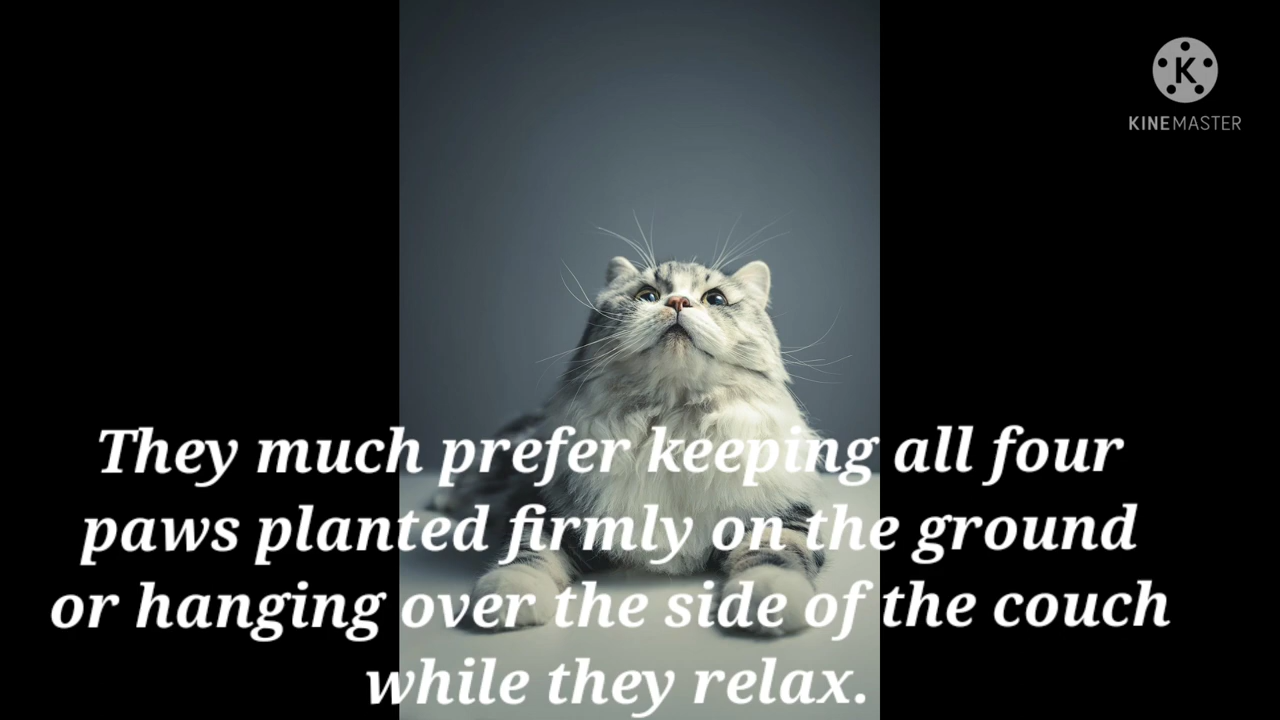 K
KINEMASTER
They much prefer keeping all four
paws planted firmly on the ground
or hanging over the side of the couch
while they relax.